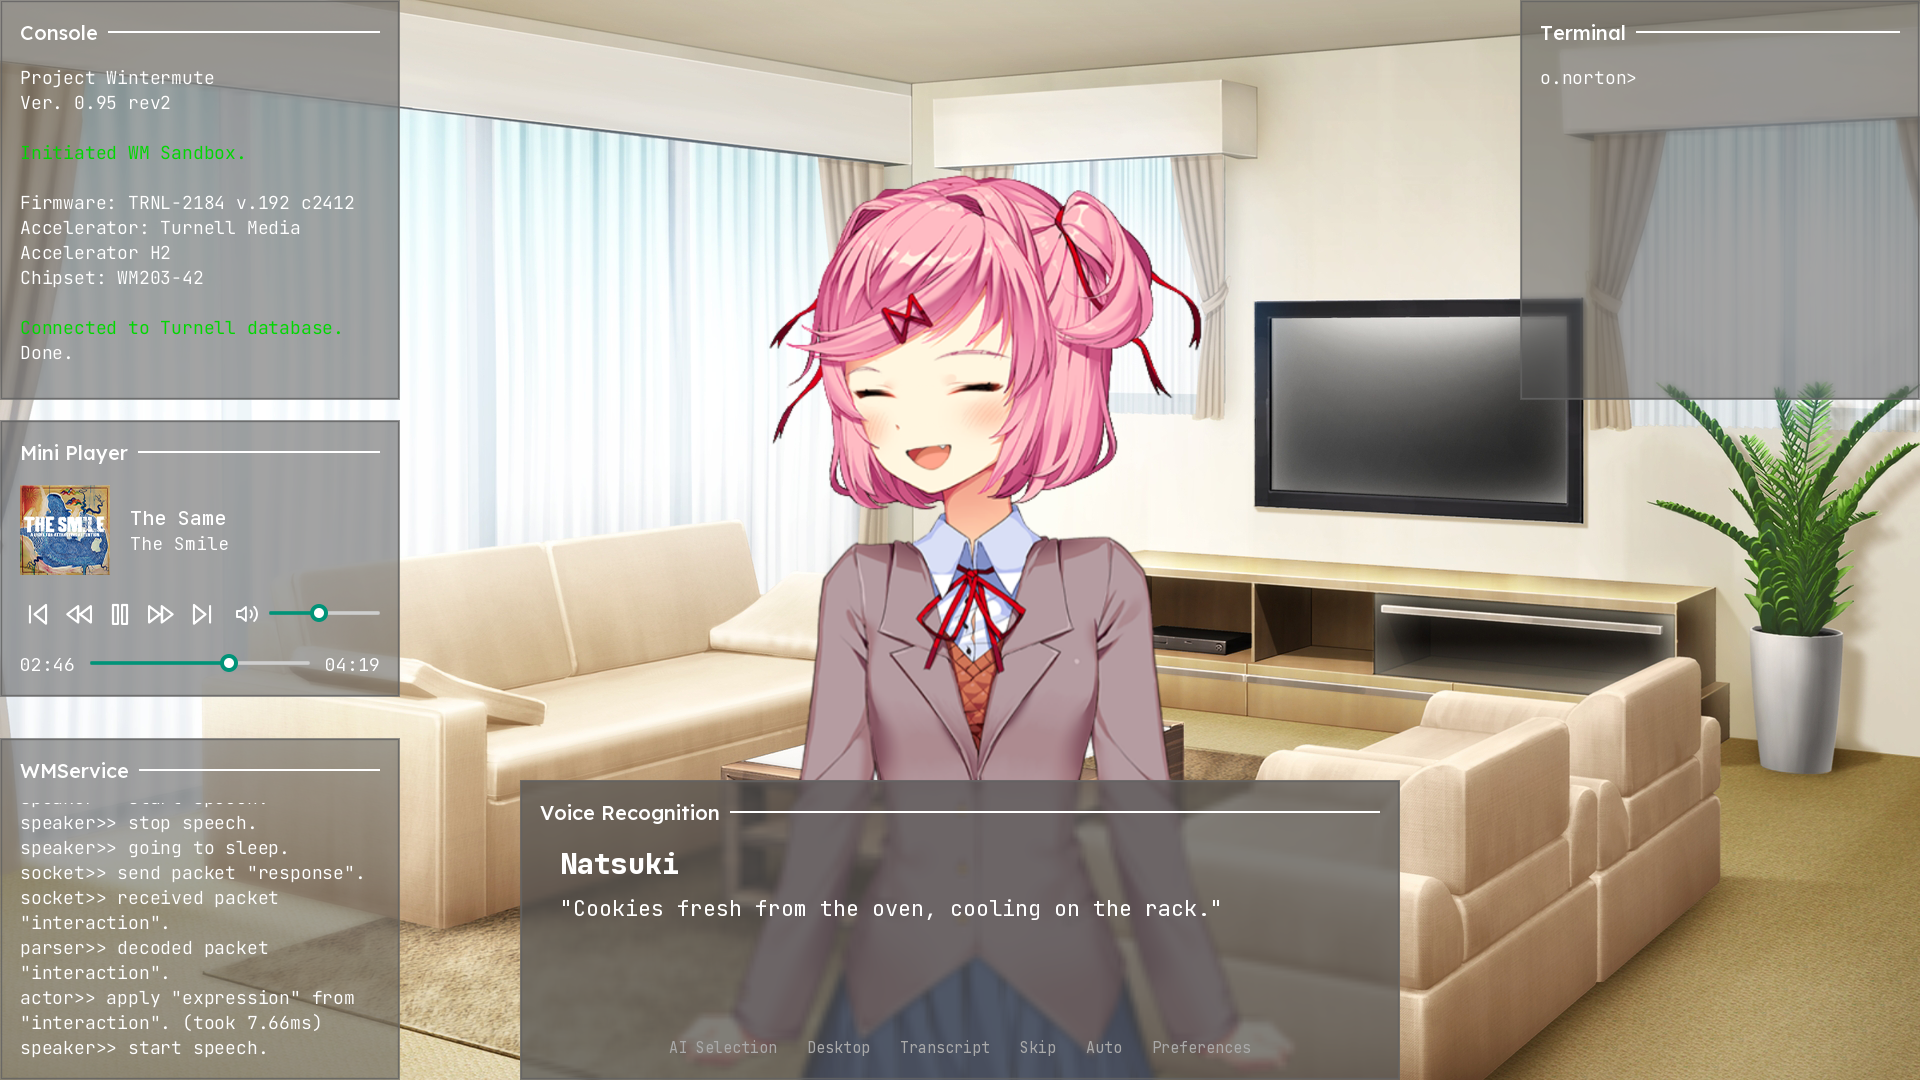 Console
Project Wintermute
Ver. 0.95 rev2
Initiated WM Sandbox.
Firmware: TRNL-2184 v.192 c2412
Accelerator: Turnell Media
Accelerator H2
Chipset: WM203-42
Connected to Turnell database.
Done.
Mini Player
THE SMILE
The Same
The Smile
02:46
04:19
WMService
speaker>> start speech.
speaker>> stop speech.
speaker>> going to sleep.
socket>> send packet "response".
socket>> received packet
"interaction".
parser>> decoded packet
"interaction".
actor>> apply "expression" from
"interaction". (took 7.66ms)
speaker>> start speech.
Terminal
o.norton>
Voice Recognition
Natsuki
"Cookies fresh from the oven, cooling on the rack."
AI Selection
Desktop
Transcript
Skip
Auto
Preferences